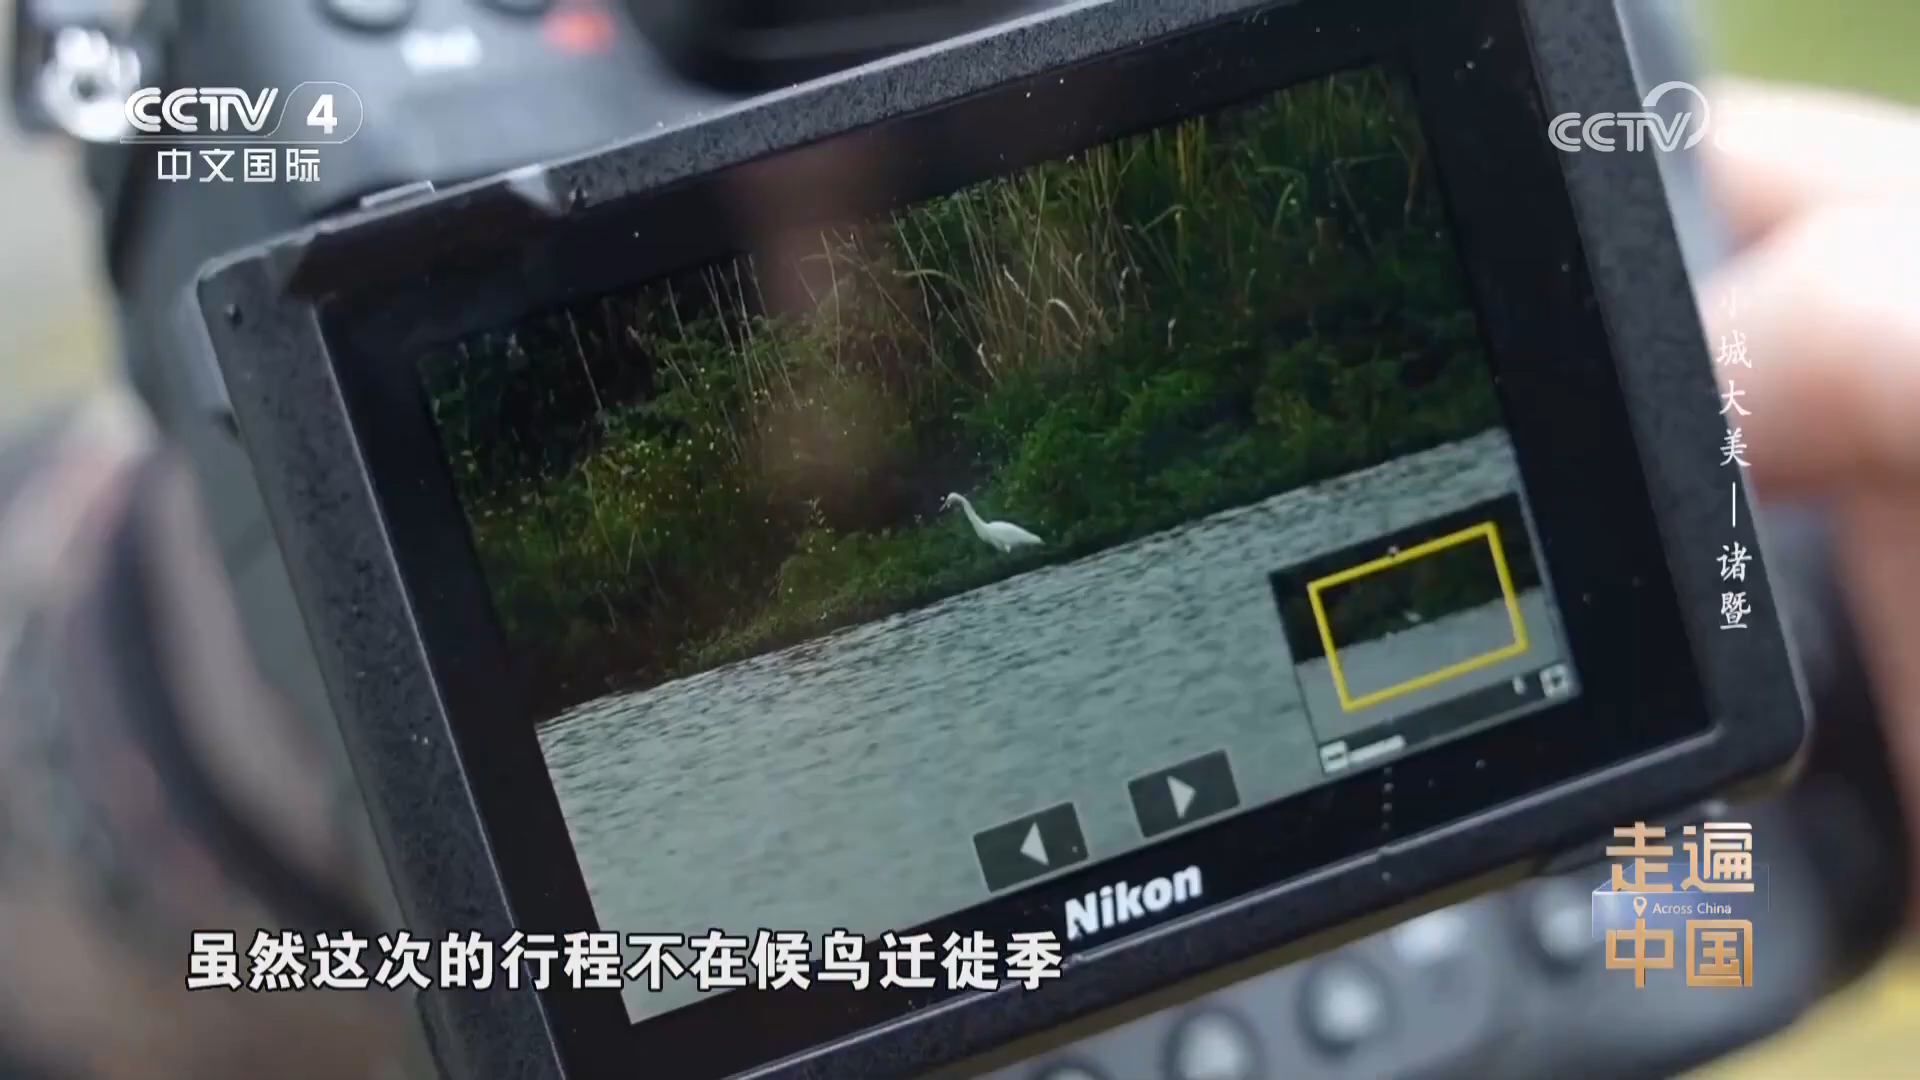 CCTV 4
中文国际
CCTV
小城大美—诸暨
Nikon
走遍
Across China
中国
虽然这次的行程不在候鸟迁徙季